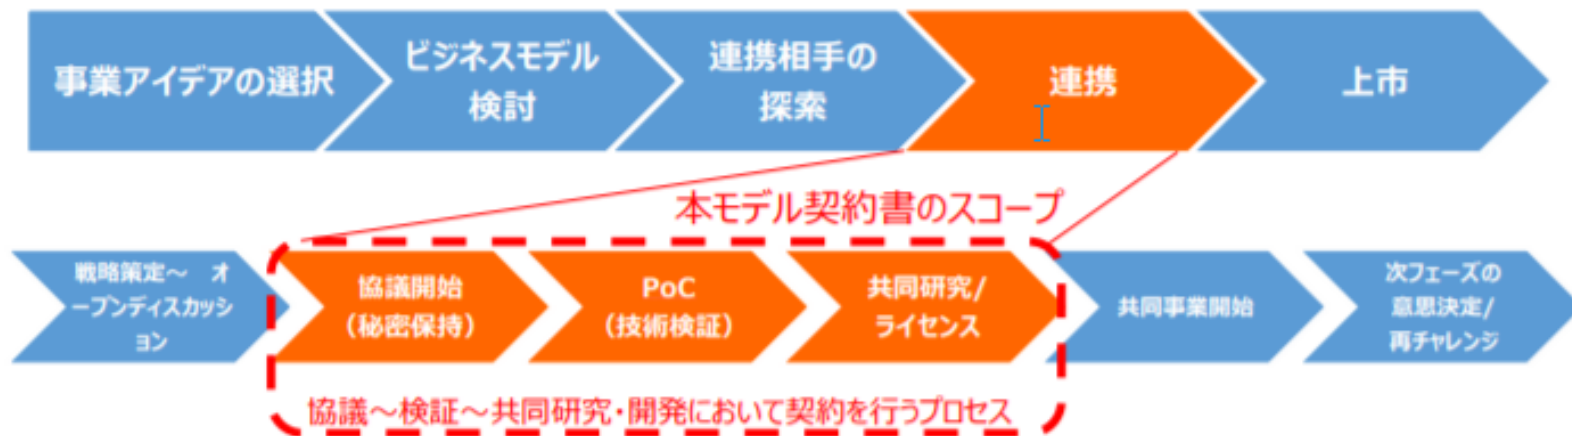 事業アイデアの選択
ビジネスモデル
検討
連携相手の
探索
連携
上市
本モデル契約書のスコープ
戦略策定～　オ
ープンディスカッシ
ョン
協議開始
（秘密保持）
PoC
（技術検証）
共同研究/
ライセンス
共同事業開始
次フェーズの
意思決定/
再チャレンジ
協議～検証～共同研究・開発において契約を行うプロセス